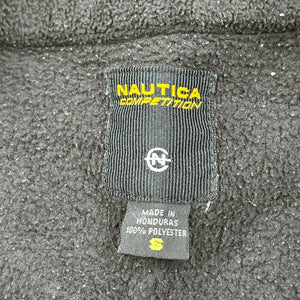 NAUTICA
COMPETITION
N
MADE IN
HONDURAS
100% POLYESTER
S